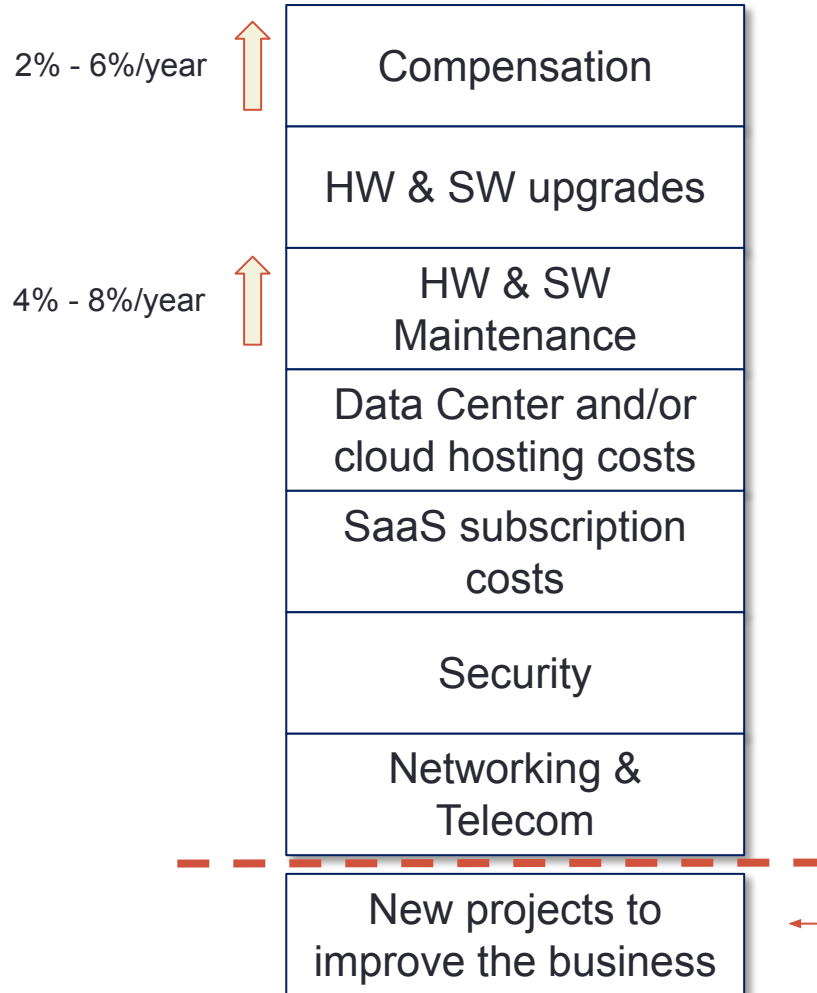 2% - 6%/year
Compensation
HW & SW upgrades
4% - 8%/year
HW & SW
Maintenance
Data Center and/or
cloud hosting costs
SaaS subscription
costs
Security
Networking &
Telecom
New projects to
improve the business